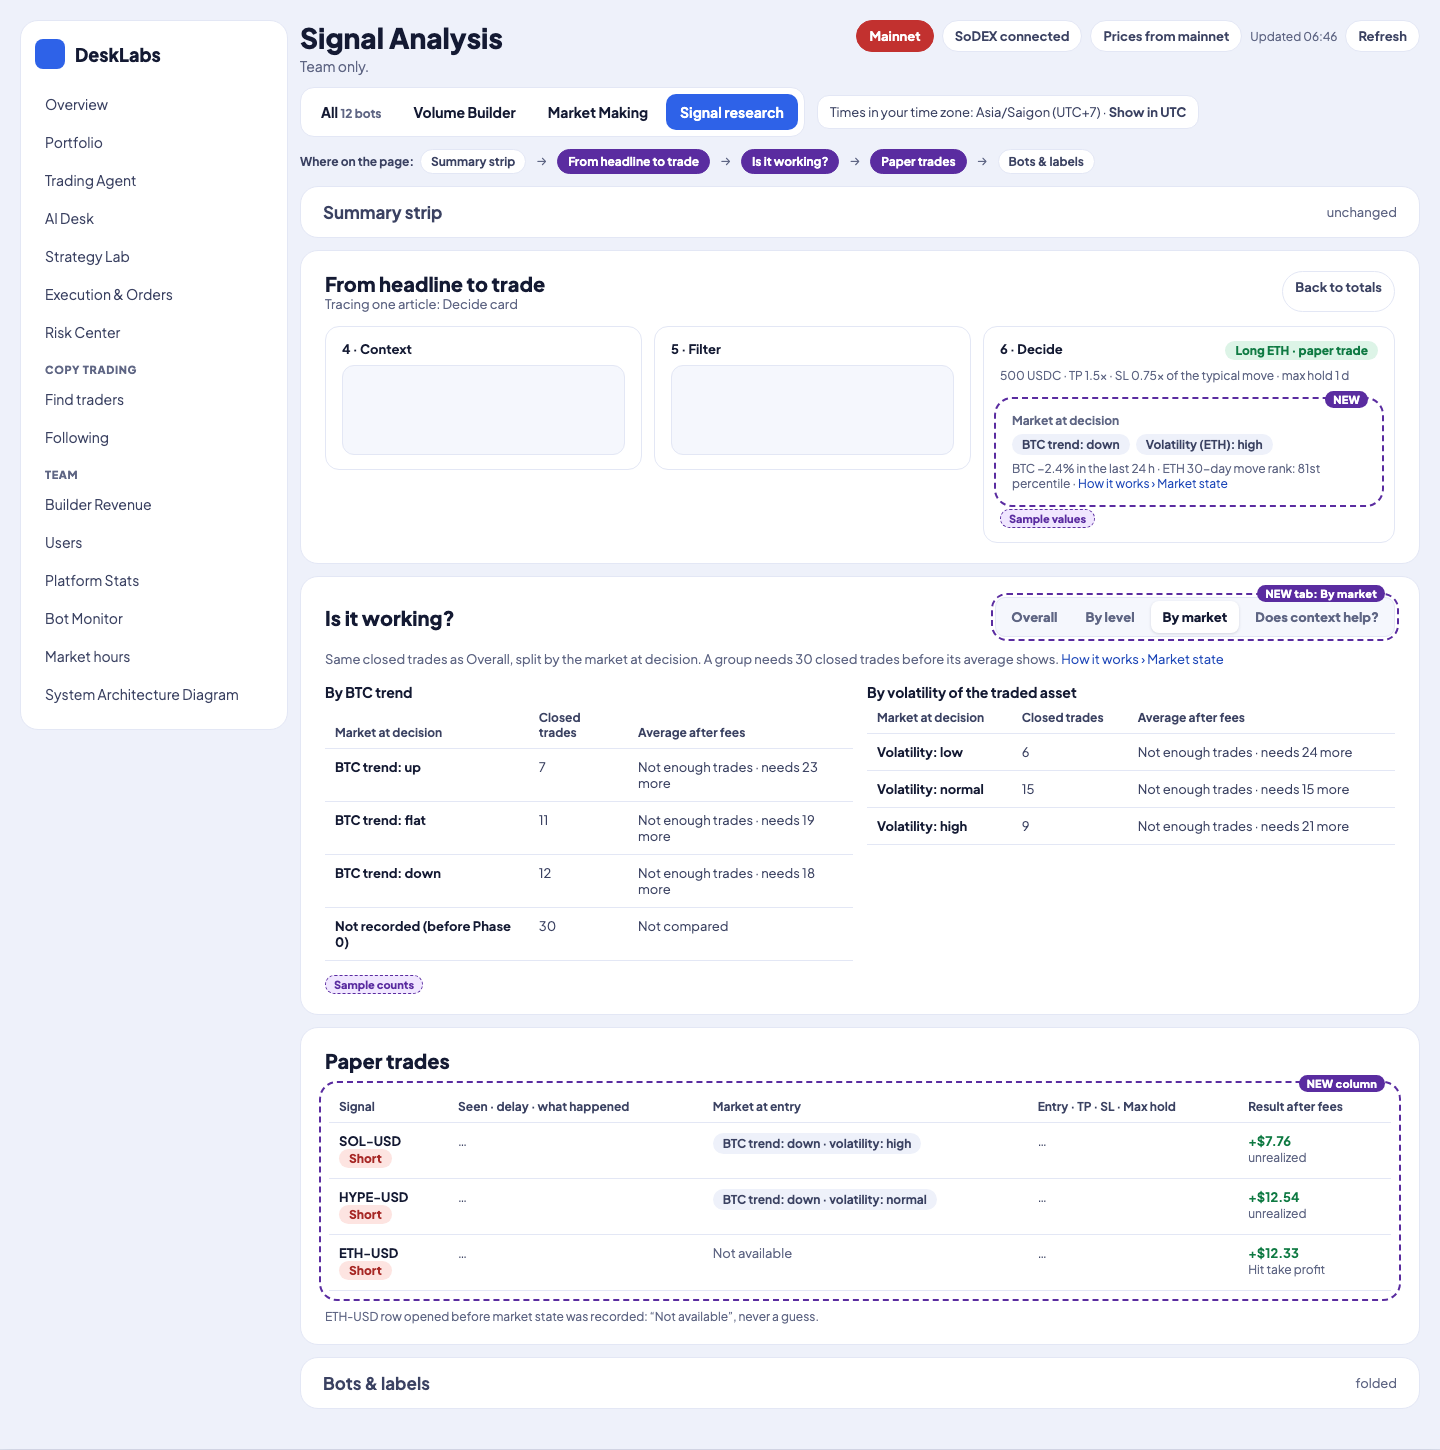 DeskLabs
Overview
Portfolio
Trading Agent
AI Desk
Strategy Lab
Execution & Orders
Risk Center
COPY TRADING
Find traders
Following
TEAM
Builder Revenue
Users
Platform Stats
Bot Monitor
Market hours
System Architecture Diagram
Signal Analysis
Team only.
Mainnet
SoDEX connected
Prices from mainnet
Updated 06:46
Refresh
All 12 bots
Volume Builder
Market Making
Signal research
Times in your time zone: Asia/Saigon (UTC+7) · Show in UTC
Where on the page: Summary strip → From headline to trade → Is it working? → Paper trades → Bots & labels
Summary strip
unchanged
From headline to trade
Tracing one article: Decide card
Back to totals
4 · Context
5 · Filter
6 · Decide
Long ETH · paper trade
500 USDC · TP 1.5× · SL 0.75× of the typical move · max hold 1 d
NEW
Market at decision
BTC trend: down
Volatility (ETH): high
BTC −2.4% in the last 24 h · ETH 30-day move rank: 81st
percentile · How it works › Market state
Sample values
Is it working?
NEW tab: By market
Overall
By level
By market
Does context help?
Same closed trades as Overall, split by the market at decision. A group needs 30 closed trades before its average shows. How it works › Market state
By BTC trend
Market at decision
Closed
trades
Average after fees
BTC trend: up
7
Not enough trades · needs 23
more
BTC trend: flat
11
Not enough trades · needs 19
more
BTC trend: down
12
Not enough trades · needs 18
more
Not recorded (before Phase
0)
30
Not compared
Sample counts
By volatility of the traded asset
Market at decision
Closed trades
Average after fees
Volatility: low
6
Not enough trades · needs 24 more
Volatility: normal
15
Not enough trades · needs 15 more
Volatility: high
9
Not enough trades · needs 21 more
Paper trades
NEW column
Signal
Seen · delay · what happened
Market at entry
Entry · TP · SL · Max hold
Result after fees
SOL-USD
Short
…
BTC trend: down · volatility: high
…
+$7.76
unrealized
HYPE-USD
Short
…
BTC trend: down · volatility: normal
…
+$12.54
unrealized
ETH-USD
Short
…
Not available
…
+$12.33
Hit take profit
ETH-USD row opened before market state was recorded: “Not available”, never a guess.
Bots & labels
folded